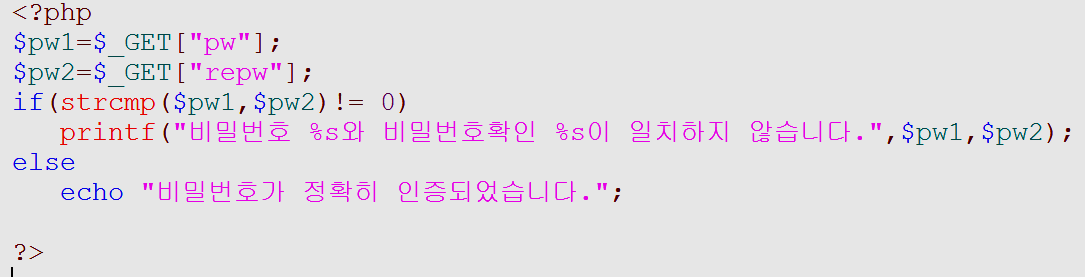 <?php
$pw1=$_GET["pw"];
$pw2=$_GET["repw"];
if(strcmp($pw1,$pw2)!= 0)
   printf("비밀번호 %s와 비밀번호확인 %s이 일치하지 않습니다.",$pw1,$pw2);
else
   echo "비밀번호가 정확히 인증되었습니다.";
?>